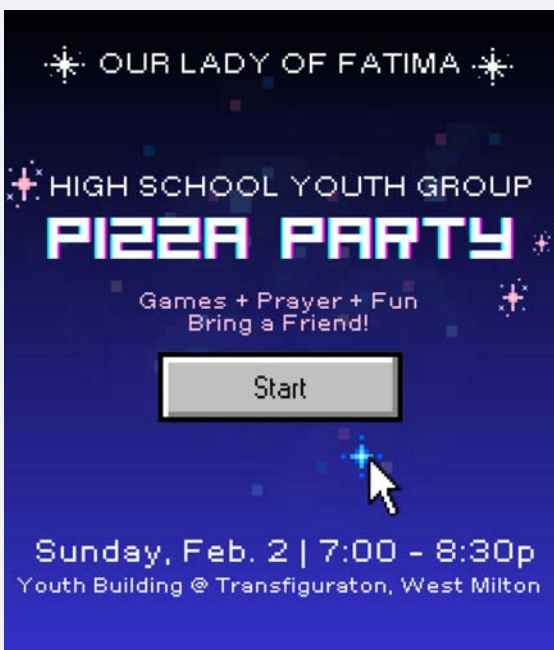 OUR LADY OF FATIMA
HIGH SCHOOL YOUTH GROUP
PIZZA PARTY
Games + Prayer + Fun
Bring a Friend!
Start
Sunday, Feb. 2 | 7:00 - 8:30p
Youth Building @ Transfiguraton, West Milton